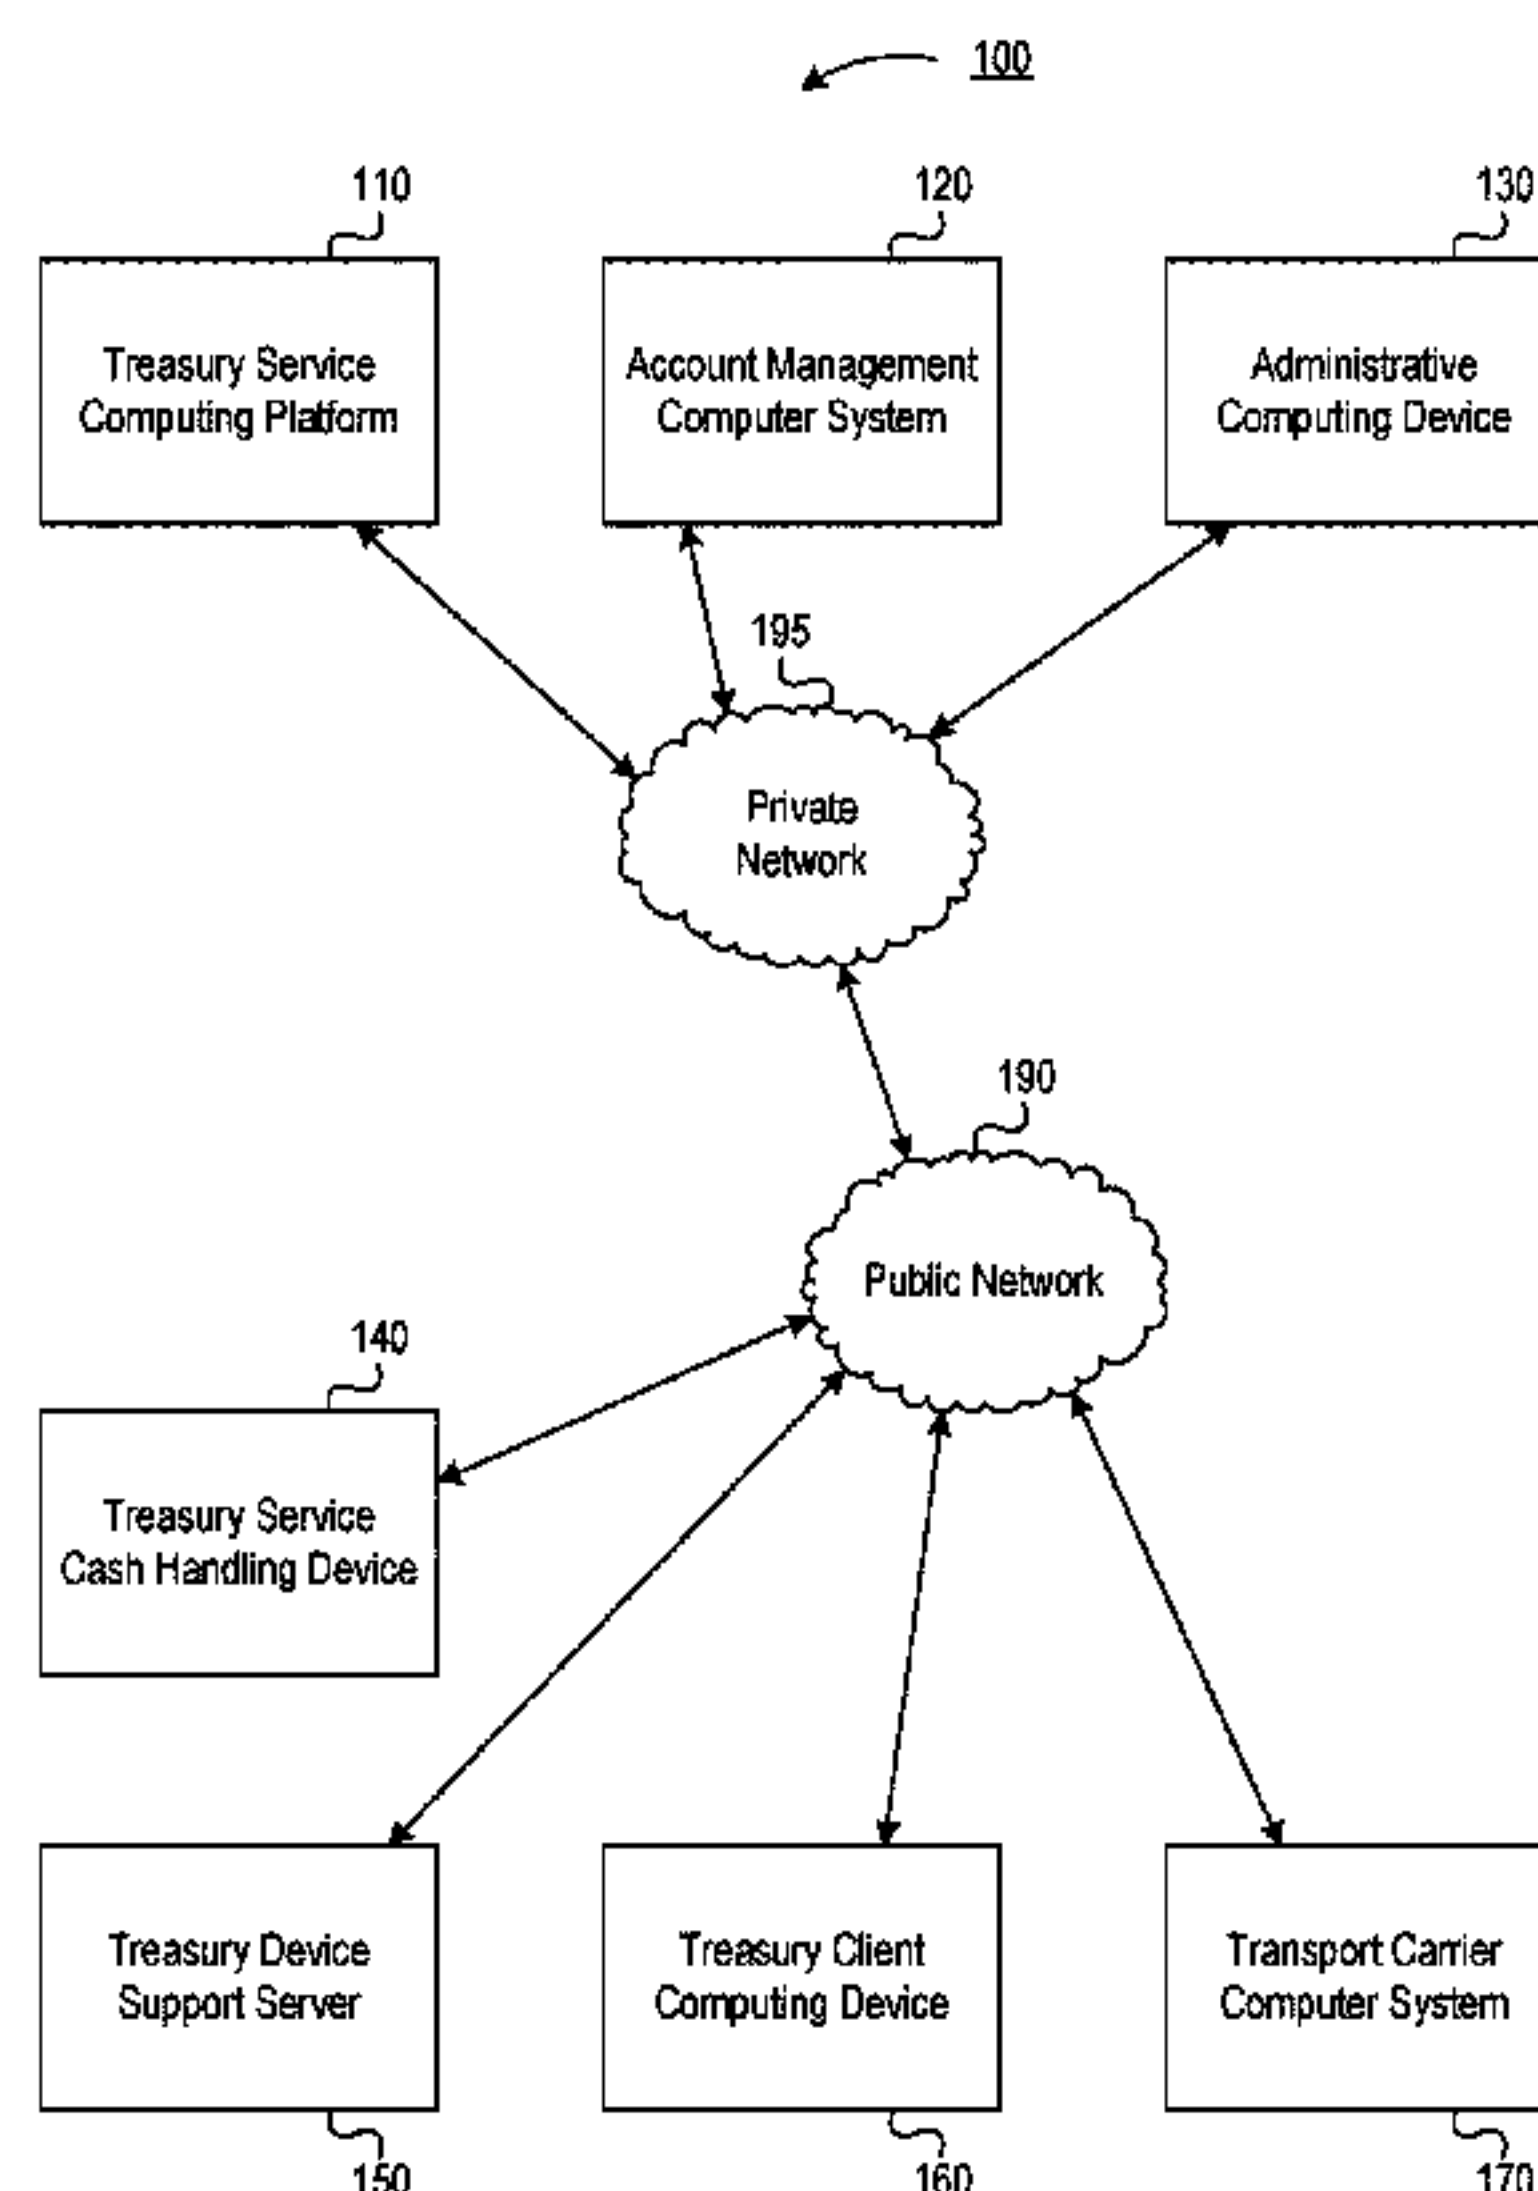 100
110
120
130
Treasury Service
Computing Platform
Account Management
Computer System
Administrative
Computing Device
195
Private
Network
190
Public Network
140
Treasury Service
Cash Handling Device
Treasury Device
Support Server
Treasury Client
Computing Device
Transport Carrier
Computer System
150
160
170